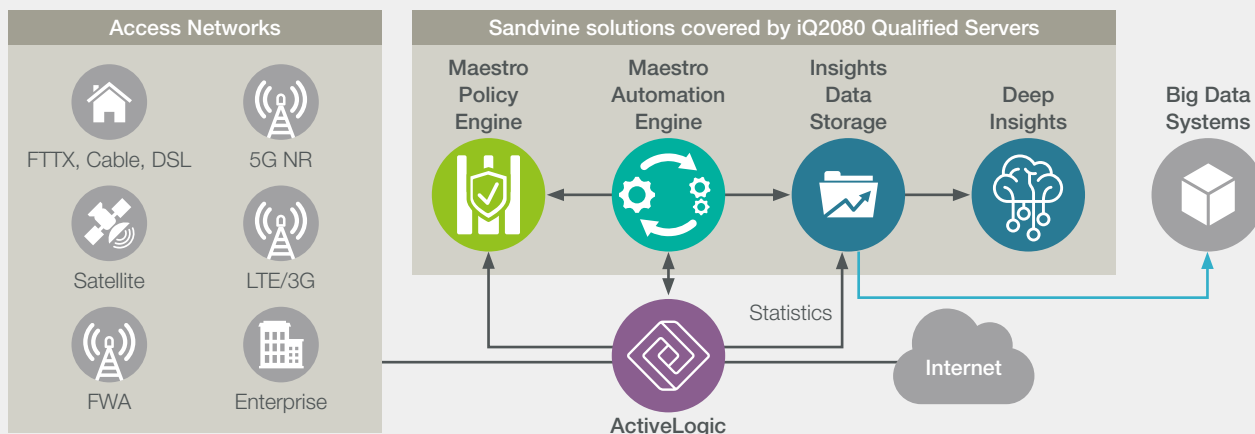 Access Networks
FTTX, Cable, DSL
5G NR
Satellite
LTE/3G
FWA
Enterprise
Sandvine solutions covered by iQ2080 Qualified Servers
Maestro
Policy
Engine
Maestro
Automation
Engine
Insights
Data
Storage
Deep
Insights
Big Data
Systems
Statistics
Internet
ActiveLogic